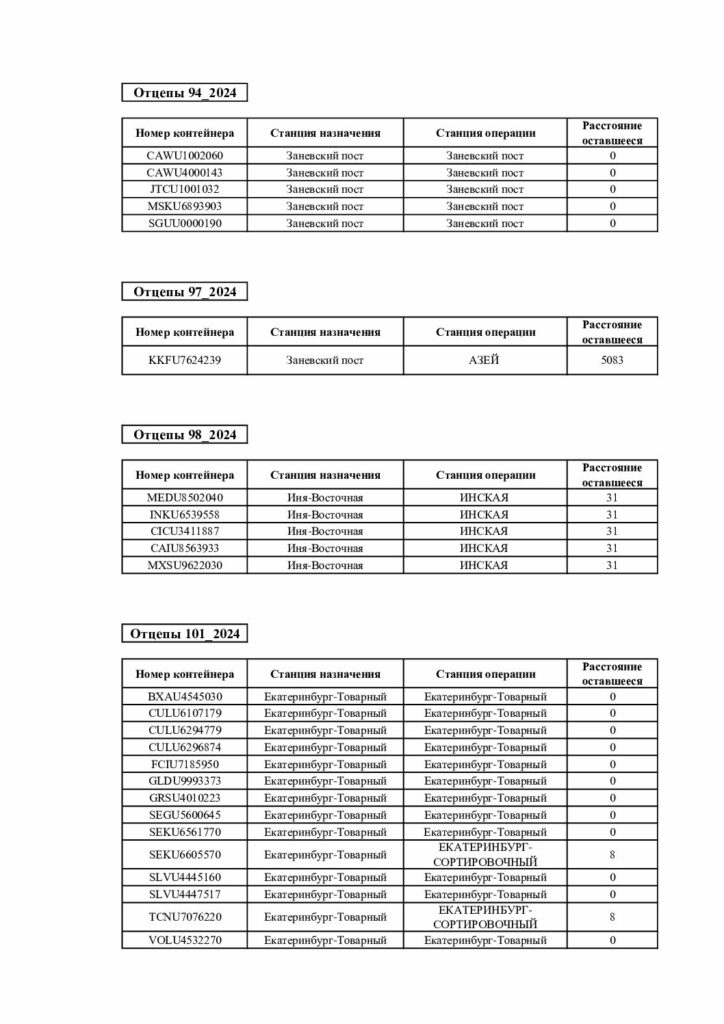 Отцепы 94_2024
Номер контейнера Станция назначения Станция операции Расстояние
оставшееся
CAWU1002060 Заневский пост Заневский пост 0
CAWU4000143 Заневский пост Заневский пост 0
JTCU1001032 Заневский пост Заневский пост 0
MSKU6893903 Заневский пост Заневский пост 0
SGUU0000190 Заневский пост Заневский пост 0
Отцепы 97_2024
Номер контейнера Станция назначения Станция операции Расстояние
оставшееся
KKFU7624239 Заневский пост АЗЕЙ 5083
Отцепы 98_2024
Номер контейнера Станция назначения Станция операции Расстояние
оставшееся
MEDU8502040 Иня-Восточная ИНСКАЯ 31
INKU6539558 Иня-Восточная ИНСКАЯ 31
CICU3411887 Иня-Восточная ИНСКАЯ 31
CAIU8563933 Иня-Восточная ИНСКАЯ 31
MXSU9622030 Иня-Восточная ИНСКАЯ 31
Отцепы 101_2024
Номер контейнера Станция назначения Станция операции Расстояние
оставшееся
BXAU4545030 Екатеринбург-Товарный Екатеринбург-Товарный 0
CULU6107179 Екатеринбург-Товарный Екатеринбург-Товарный 0
CULU6294779 Екатеринбург-Товарный Екатеринбург-Товарный 0
CULU6296874 Екатеринбург-Товарный Екатеринбург-Товарный 0
FCIU7185950 Екатеринбург-Товарный Екатеринбург-Товарный 0
GLDU9993373 Екатеринбург-Товарный Екатеринбург-Товарный 0
GRSU4010223 Екатеринбург-Товарный Екатеринбург-Товарный 0
SEGU5600645 Екатеринбург-Товарный Екатеринбург-Товарный 0
SEKU6561770 Екатеринбург-Товарный Екатеринбург-Товарный 0
SEKU6605570 Екатеринбург-Товарный ЕКАТЕРИНБУРГ-
СОРТИРОВОЧНЫЙ 8
SLVU4445160 Екатеринбург-Товарный Екатеринбург-Товарный 0
SLVU4447517 Екатеринбург-Товарный Екатеринбург-Товарный 0
TCNU7076220 Екатеринбург-Товарный ЕКАТЕРИНБУРГ-
СОРТИРОВОЧНЫЙ 8
VOLU4532270 Екатеринбург-Товарный Екатеринбург-Товарный 0